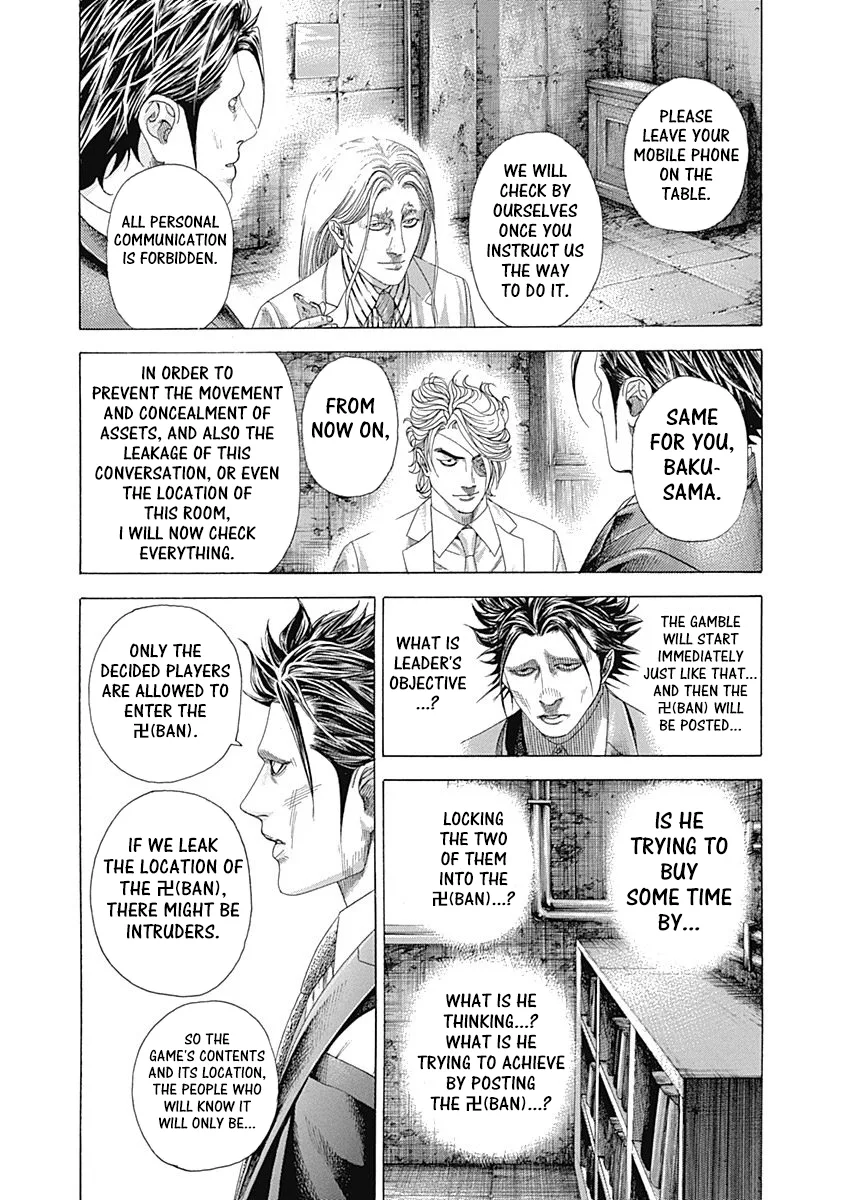 PLEASE
LEAVE YOUR
MOBILE PHONE
ON THE
TABLE.
WE WILL
CHECK BY
OURSELVES
ONCE YOU
INSTRUCT US
THE WAY
TO DO IT.
ALL PERSONAL
COMMUNICATION
IS FORBIDDEN.
SAME
FOR YOU,
BAKU-
SAMA.
FROM
NOW ON,
IN ORDER TO
PREVENT THE MOVEMENT
AND CONCEALMENT OF
ASSETS, AND ALSO THE
LEAKAGE OF THIS
CONVERSATION, OR EVEN
THE LOCATION OF
THIS ROOM,
I WILL NOW CHECK
EVERYTHING.
THE GAMBLE
WILL START
IMMEDIATELY
JUST LIKE THAT...
AND THEN THE
卍(BAN) WILL
BE POSTED...
WHAT IS
LEADER'S
OBJECTIVE
...?
IS HE
TRYING TO
BUY
SOME TIME
BY...
LOCKING
THE TWO
OF THEM
INTO THE
卍(BAN)...?
WHAT IS HE
THINKING...?
WHAT IS HE
TRYING TO ACHIEVE
BY POSTING
THE 卍(BAN)...?
ONLY THE
DECIDED PLAYERS
ARE ALLOWED TO
ENTER THE
卍(BAN).
IF WE LEAK
THE LOCATION OF
THE 卍(BAN),
THERE MIGHT BE
INTRUDERS.
SO THE
GAME'S CONTENTS
AND ITS LOCATION,
THE PEOPLE WHO
WILL KNOW IT
WILL ONLY BE...